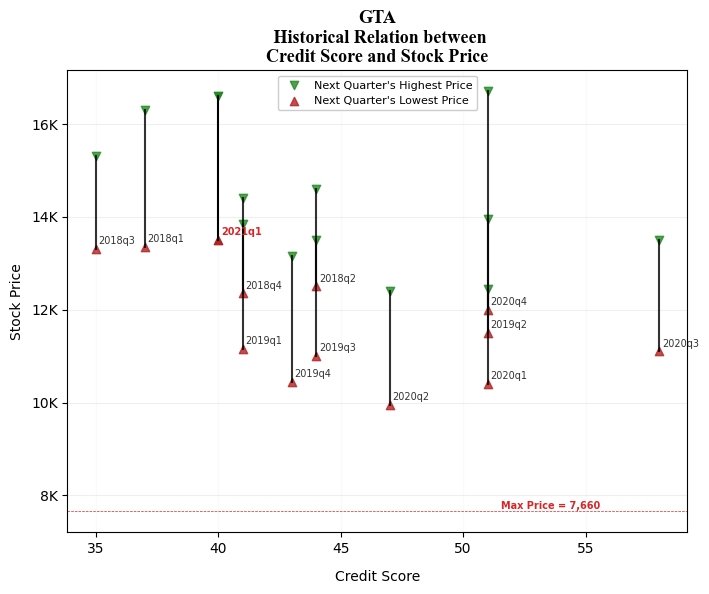 GTA
Historical Relation between
Credit Score and Stock Price
Next Quarter's Highest Price
Next Quarter's Lowest Price
Stock Price
16K
14K
12K
10K
8K
2018q3
2018q1
2021q1
2018q4
2019q1
2019q4
2018q2
2019q3
2020q2
2020q4
2019q2
2020q1
2020q3
Max Price = 7,660
35
40
45
50
55
Credit Score